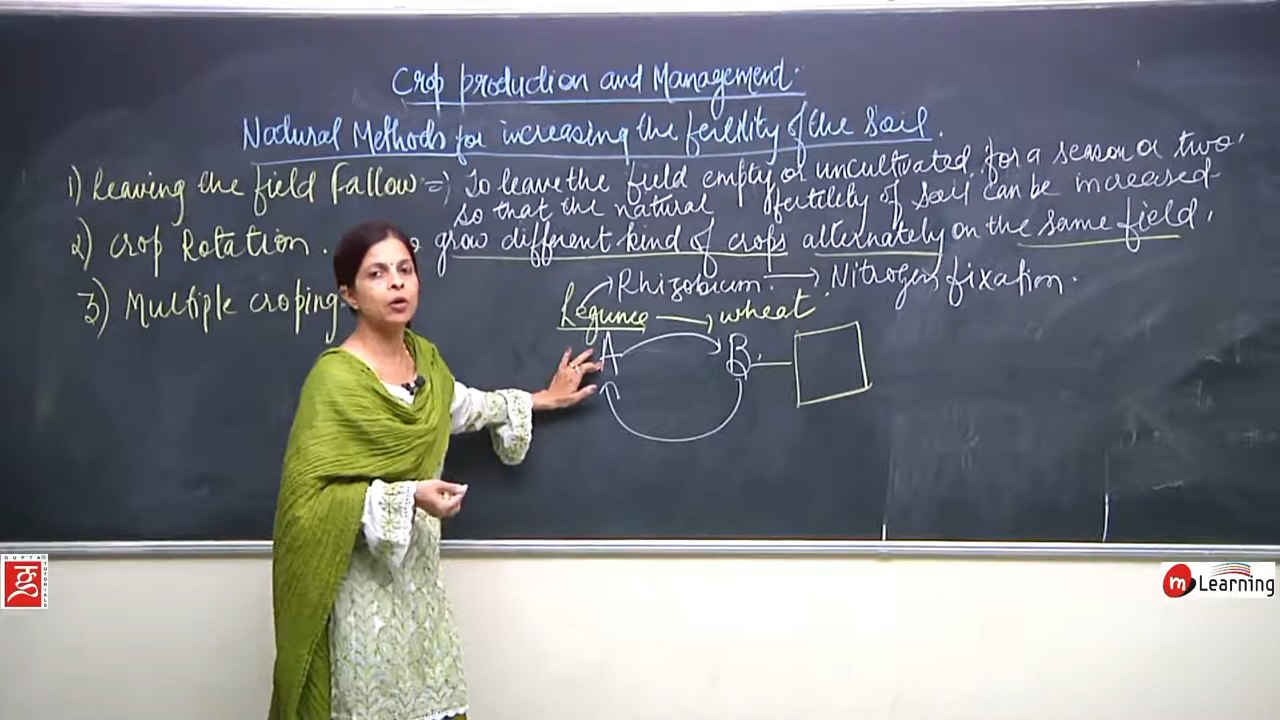 Crop production and Management.
Natural Methods for increasing the fertility of the soil.
1) Leaving the field fallow => To leave the field empty or uncultivated for a season or two,
so that the natural fertility of soil can be increased
2) Crop Rotation. grow different kind of crops alternately on the same field,
Rhizobium. → Nitrogen fixation.
3) Multiple croping
Legume → wheat
A B
GUPTA TUTORIALS
m Learning